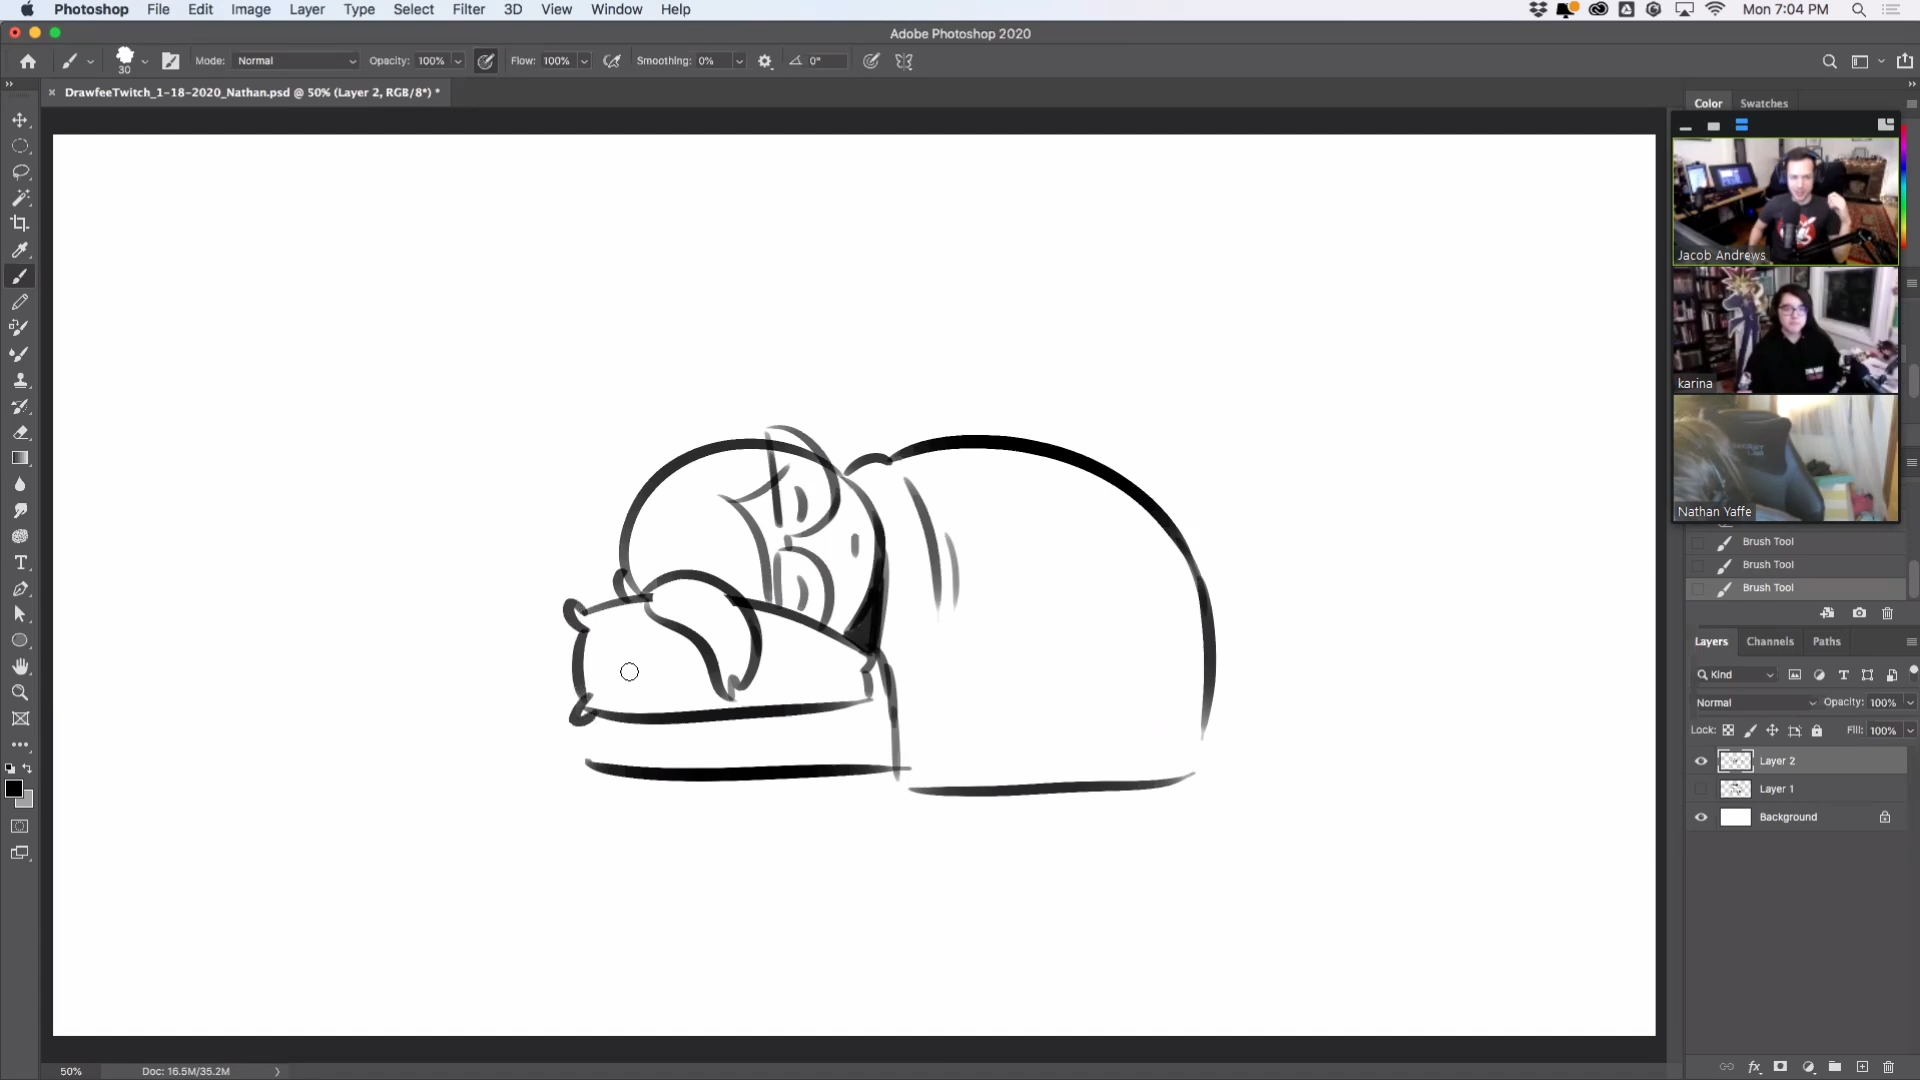 Photoshop File Edit Image Layer Type Select Filter 3D View Window Help Mon 7:04 PM
Adobe Photoshop 2020
30 Mode: Normal Opacity: 100% Flow: 100% Smoothing: 0% 0°
DrawfeeTwitch_1-18-2020_Nathan.psd @ 50% (Layer 2, RGB/8*) *
Color Swatches
Jacob Andrews
karina
Nathan Yaffe
Brush Tool
Brush Tool
Brush Tool
Layers Channels Paths
Kind
Normal Opacity: 100%
Lock: Fill: 100%
Layer 2
Layer 1
Background
50% Doc: 16.5M/35.2M